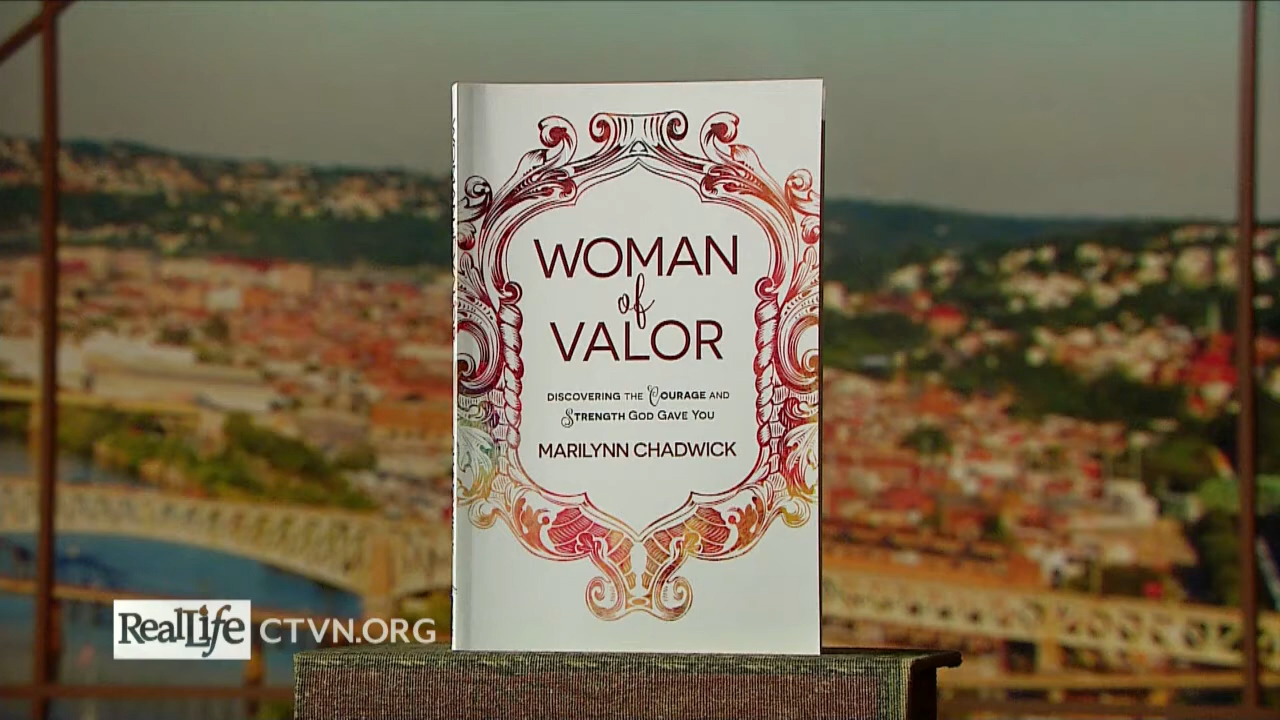 WOMAN
of
VALOR
DISCOVERING THE COURAGE AND
STRENGTH GOD GAVE YOU
MARILYNN CHADWICK
REALLIFE CTVN.ORG